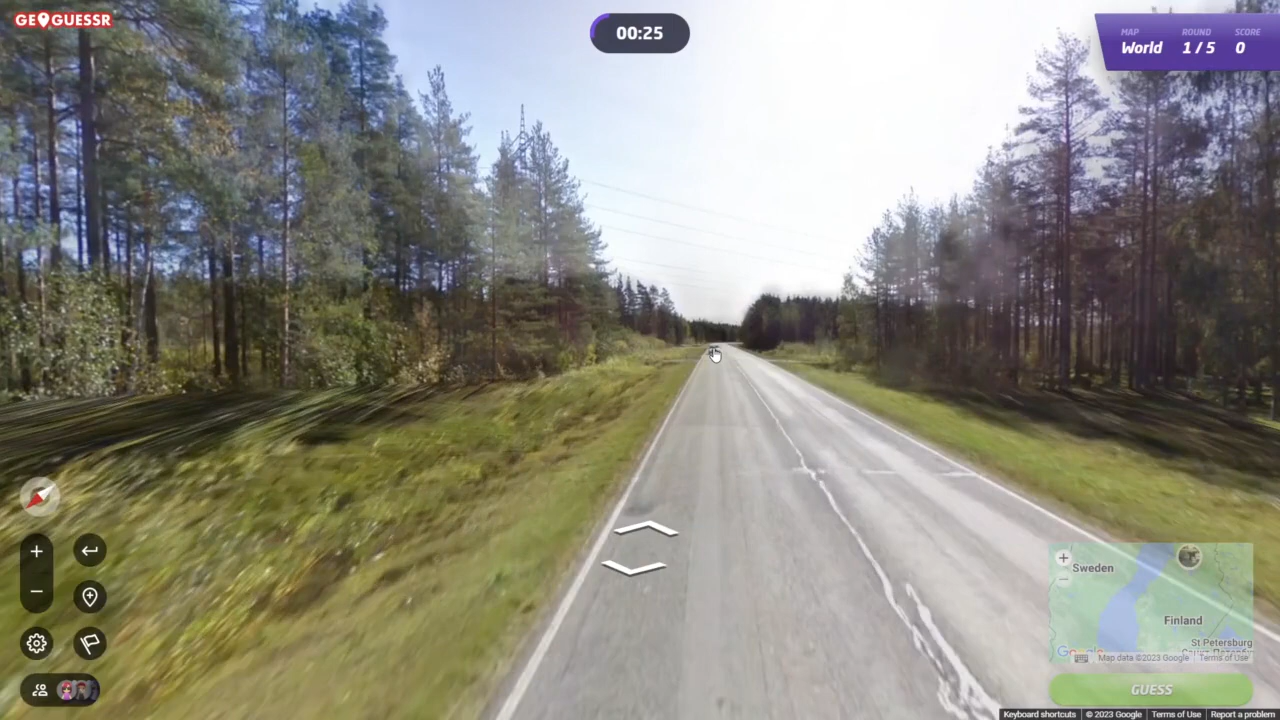 GEOGUESSR
00:25
MAP
World
ROUND
1 / 5
SCORE
0
Sweden
Finland
St Petersburg
Google
Map data ©2023 Google
Terms of Use
GUESS
Keyboard shortcuts
© 2023 Google
Terms of Use
Report a problem